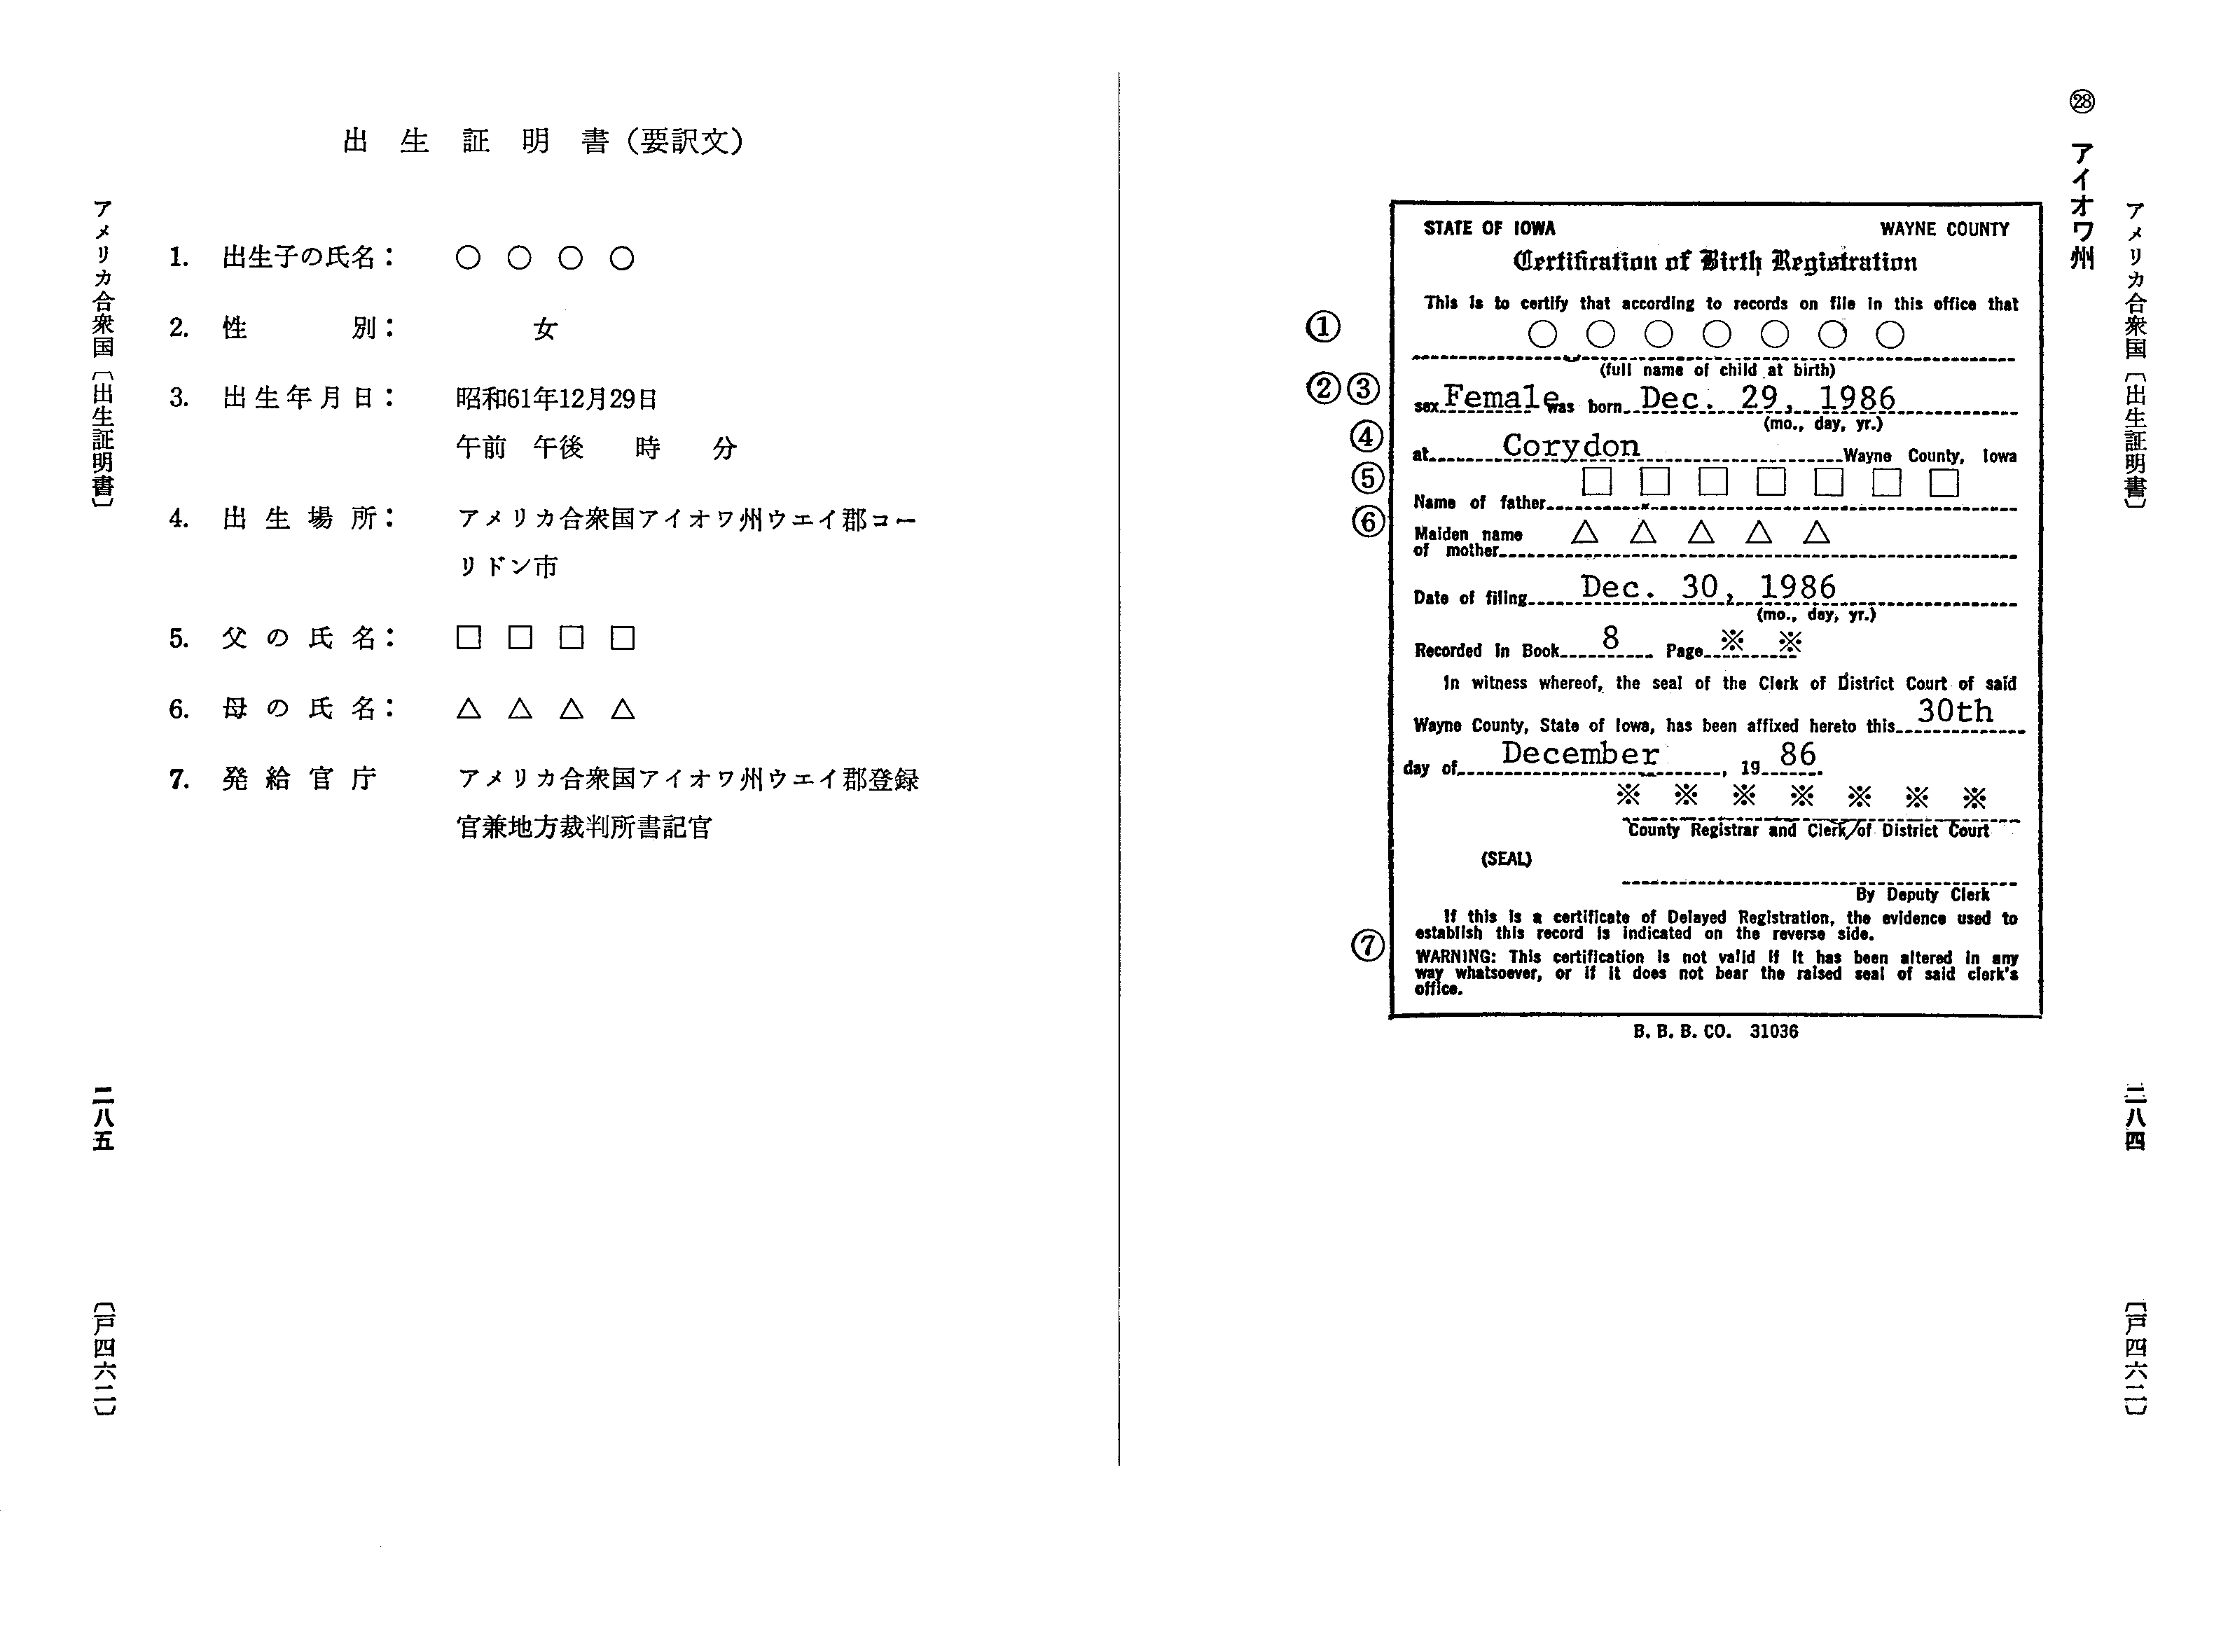 ㉘ アイオワ州
アメリカ合衆国〔出生証明書〕
二八四
〔戸四六二〕
STATE OF IOWA WAYNE COUNTY
Certification of Birth Registration
This is to certify that according to records on file in this office that
① ○ ○ ○ ○ ○ ○ ○
(full name of child at birth)
②③ sex Female was born Dec. 29, 1986
(mo., day, yr.)
④ at Corydon Wayne County, Iowa
⑤ □ □ □ □ □ □ □
Name of father
⑥ Maiden name △ △ △ △ △
of mother
Date of filing Dec. 30, 1986
(mo., day, yr.)
Recorded in Book 8 Page ※ ※
In witness whereof, the seal of the Clerk of District Court of said
Wayne County, State of Iowa, has been affixed hereto this 30th
day of December, 19 86
※ ※ ※ ※ ※ ※ ※
County Registrar and Clerk/of District Court
(SEAL)
By Deputy Clerk
If this is a certificate of Delayed Registration, the evidence used to
establish this record is indicated on the reverse side.
⑦ WARNING: This certification is not valid if it has been altered in any
way whatsoever, or if it does not bear the raised seal of said clerk's
office.
B. B. B. CO. 31036
出生証明書(要訳文)
1. 出生子の氏名： ○ ○ ○ ○
2. 性別： 女
3. 出生年月日： 昭和61年12月29日
午前 午後 時 分
4. 出生場所： アメリカ合衆国アイオワ州ウエイ郡コー
リドン市
5. 父の氏名： □ □ □ □
6. 母の氏名： △ △ △ △
7. 発給官庁 アメリカ合衆国アイオワ州ウエイ郡登録
官兼地方裁判所書記官
アメリカ合衆国〔出生証明書〕
二八五
〔戸四六二〕